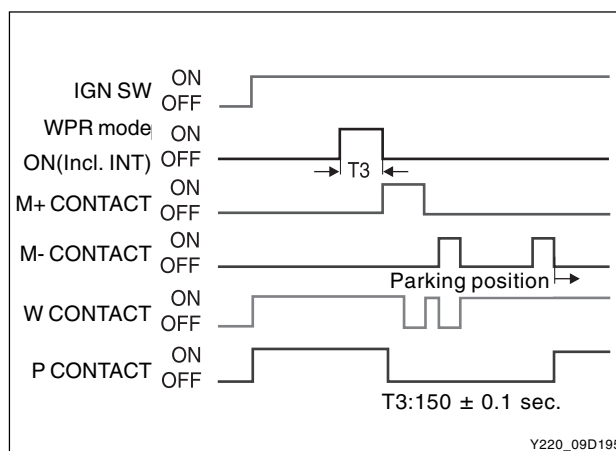 IGN SW ON
OFF
WPR mode ON
ON(Incl. INT) OFF
T3
M+ CONTACT ON
OFF
M- CONTACT ON
OFF
Parking position
W CONTACT ON
OFF
P CONTACT ON
OFF
T3:150 ± 0.1 sec.
Y220_09D195